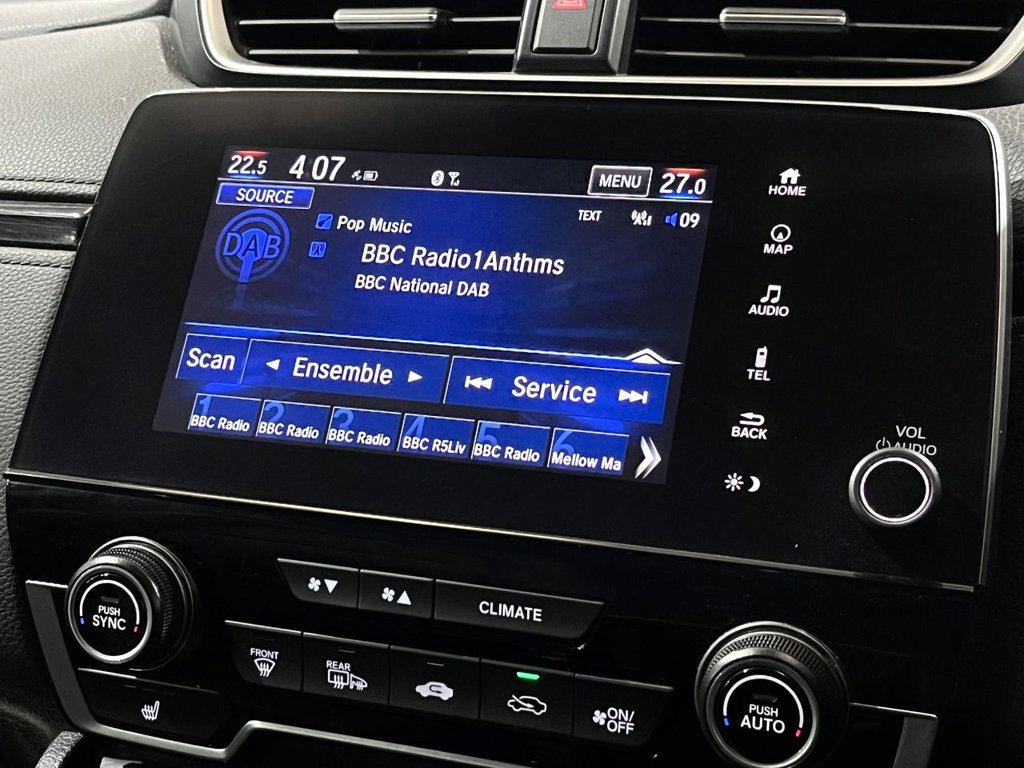 22.5 4:07 MENU 27.0
SOURCE
TEXT 09
DAB
Pop Music
BBC Radio1Anthms
BBC National DAB
Scan Ensemble Service
1 2 3 4 5 6
BBC Radio BBC Radio BBC Radio BBC R5Liv BBC Radio Mellow Ma
HOME
MAP
AUDIO
TEL
BACK
VOL
AUDIO
PUSH
SYNC
CLIMATE
FRONT
REAR
ON/
OFF
PUSH
AUTO